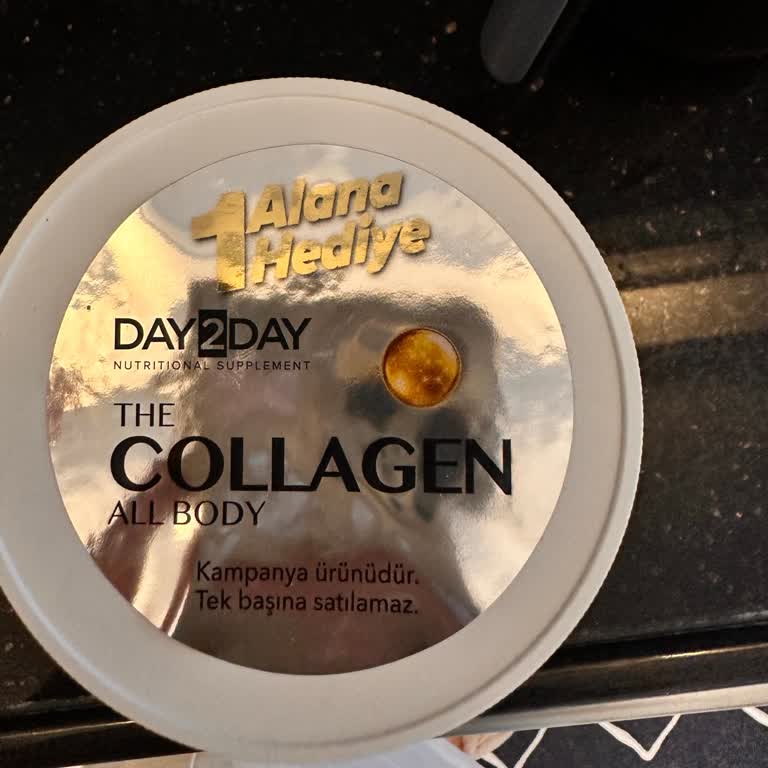 1 Alana
Hediye
DAY2DAY
NUTRITIONAL SUPPLEMENT
THE
COLLAGEN
ALL BODY
Kampanya ürünüdür.
Tek başına satılamaz.